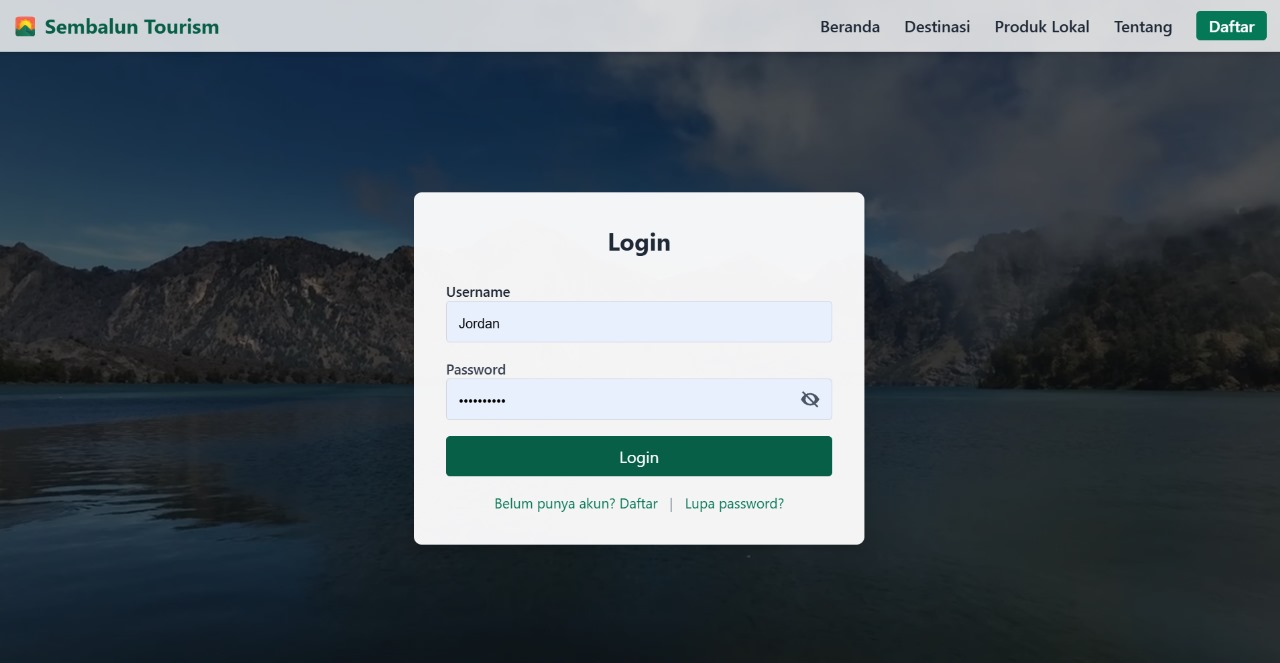 Sembalun Tourism
Beranda Destinasi Produk Lokal Tentang Daftar
Login
Username
Jordan
Password
••••••••••
Login
Belum punya akun? Daftar | Lupa password?